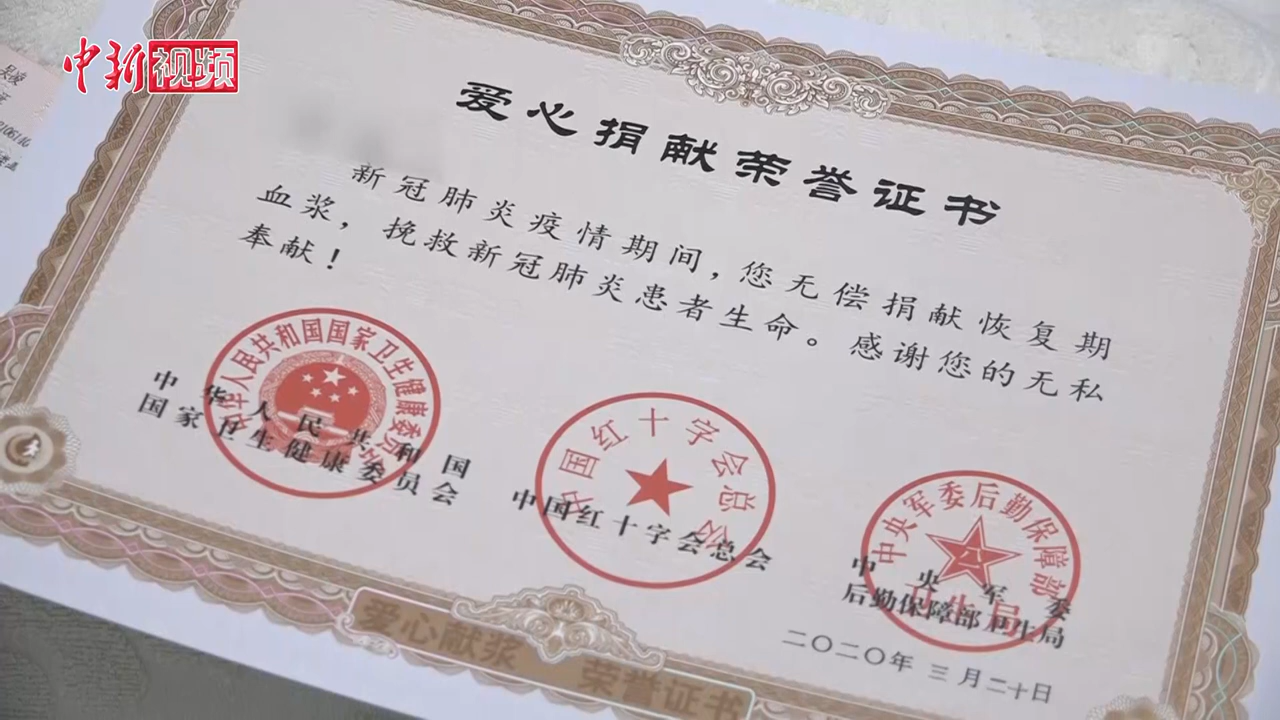 中新视频
爱心捐献荣誉证书
新冠肺炎疫情期间，您无偿捐献恢复期
血浆，挽救新冠肺炎患者生命。感谢您的无私
奉献！
中华人民共和国国家卫生健康委员会
中华人民共和国
国家卫生健康委员会
中国红十字会总会
中国红十字会总会
中央军委后勤保障部
卫生局
中央军委
后勤保障部卫生局
二〇二〇年 三月二十日
爱心献浆 荣誉证书